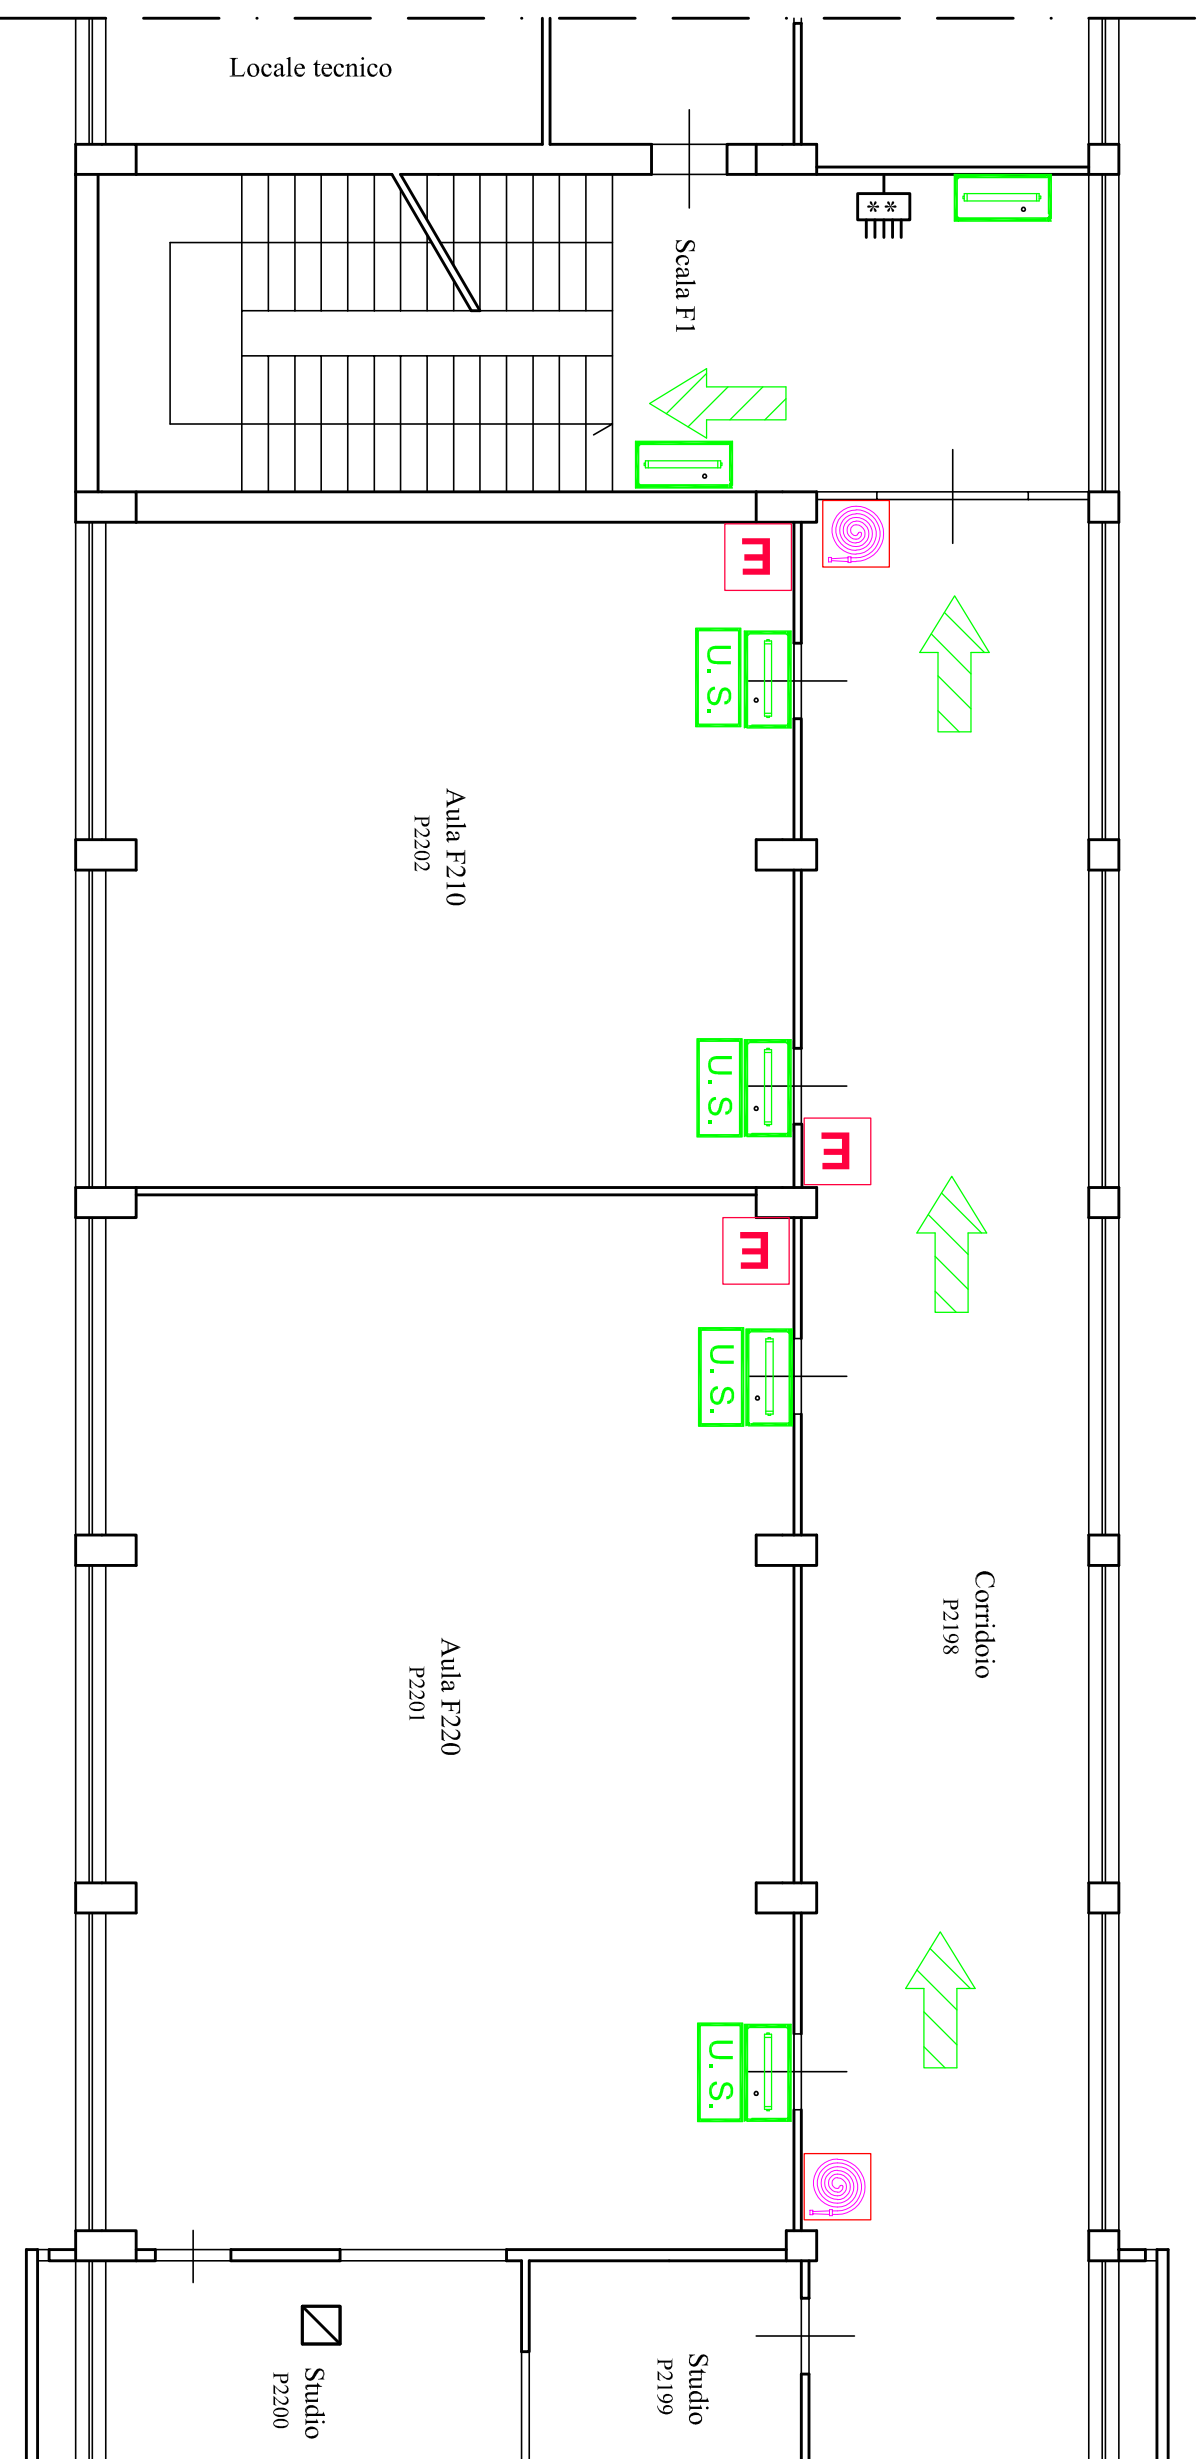 Locale tecnico
**
Scala F1
E
U. S.
Aula F210
P2202
U. S.
E
E
U. S.
Corridoio
P2198
Aula F220
P2201
U. S.
Studio
P2199
Studio
P2200